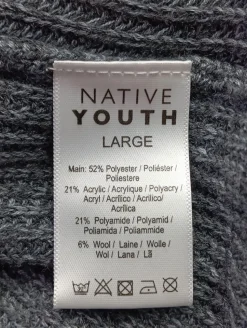 NATIVE
YOUTH
LARGE
Main: 52% Polyester / Poliéster /
Poliestere
21% Acrylic / Acrylique / Polyacry /
Acryl / Acrílico / Acrilico/
Acrílica
21% Polyamide / Polyamid /
Poliamida / Poliammide
6% Wool / Laine / Wolle /
Wol / Lana / Lã